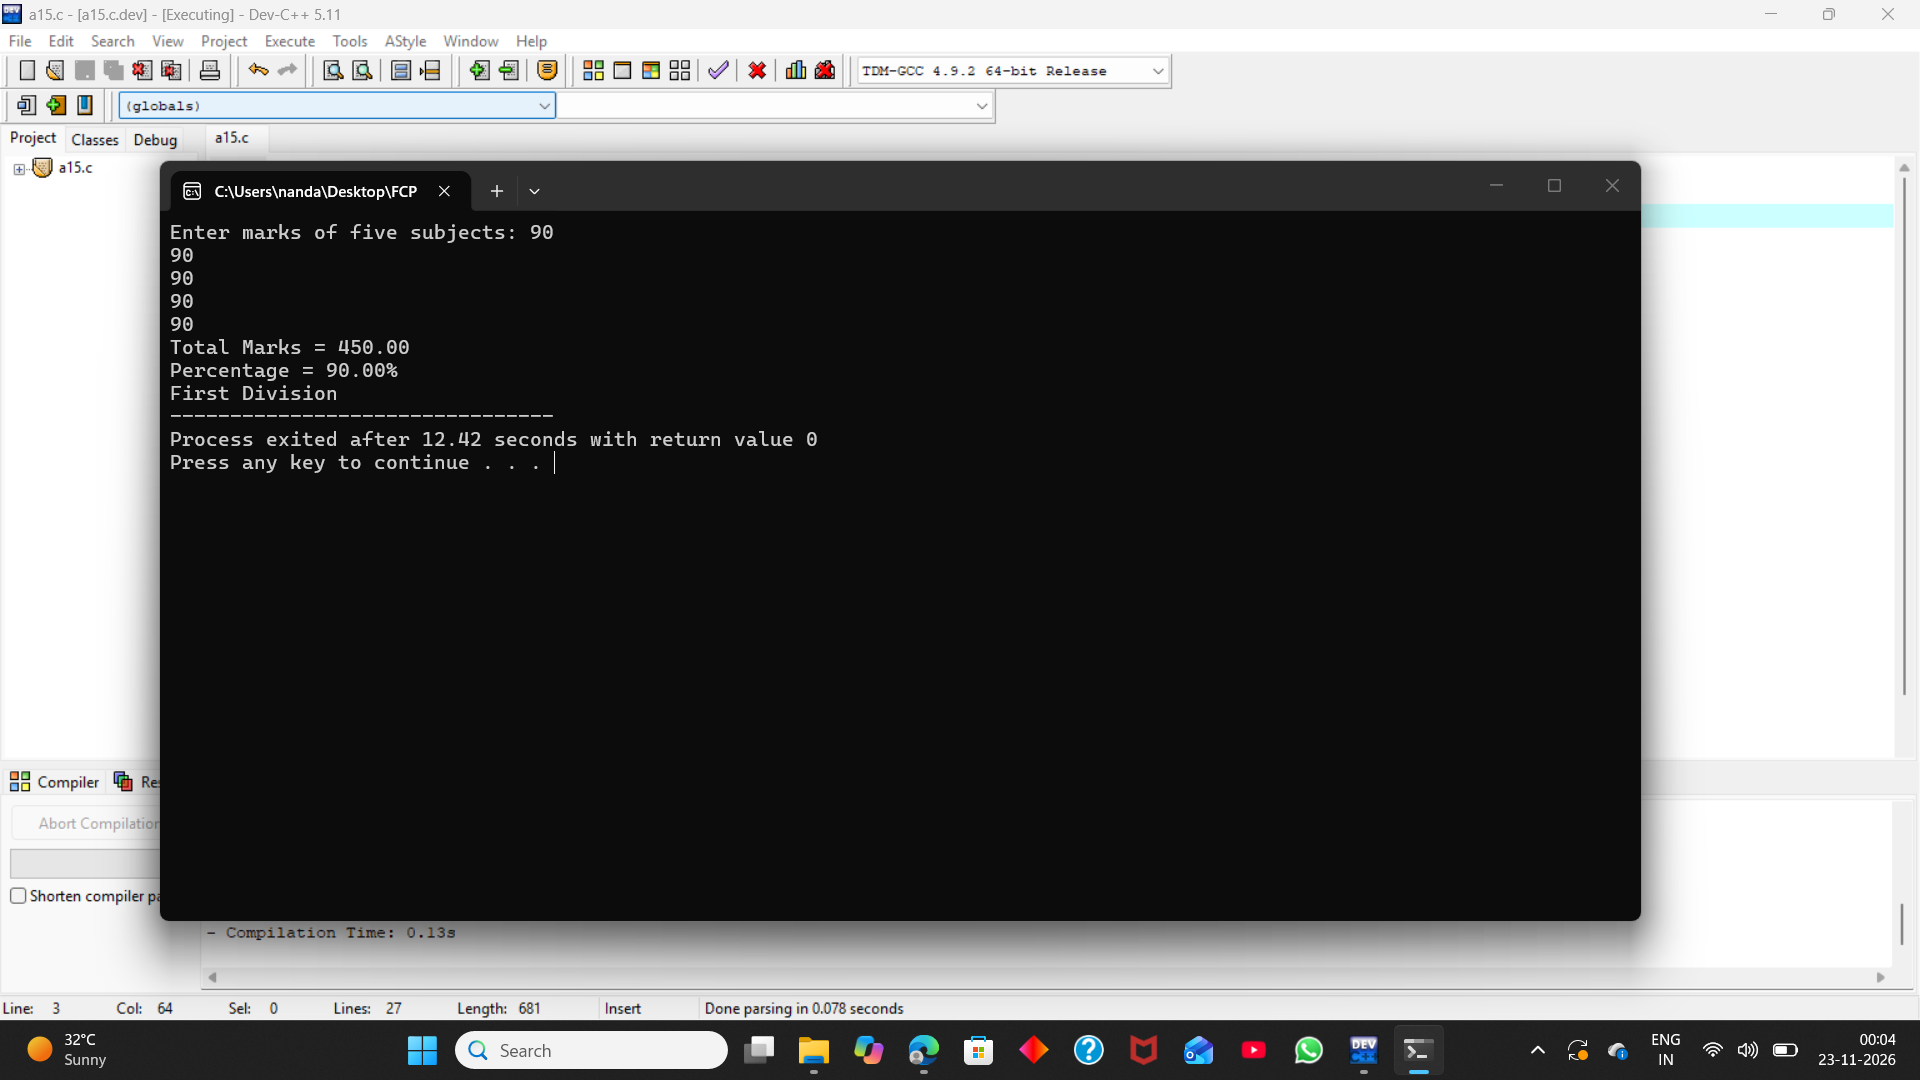 a15.c - [a15.c.dev] - [Executing] - Dev-C++ 5.11
File Edit Search View Project Execute Tools AStyle Window Help
TDM-GCC 4.9.2 64-bit Release
(globals)
Project Classes Debug a15.c
a15.c
C:\Users\nanda\Desktop\FCP
Enter marks of five subjects: 90
90
90
90
90
Total Marks = 450.00
Percentage = 90.00%
First Division
--------------------------------
Process exited after 12.42 seconds with return value 0
Press any key to continue . . .
Compiler
Abort Compilation
Shorten compiler
- Compilation Time: 0.13s
Line: 3 Col: 64 Sel: 0 Lines: 27 Length: 681 Insert Done parsing in 0.078 seconds
32°C
Sunny
Search
DEV
ENG
IN
00:04
23-11-2026